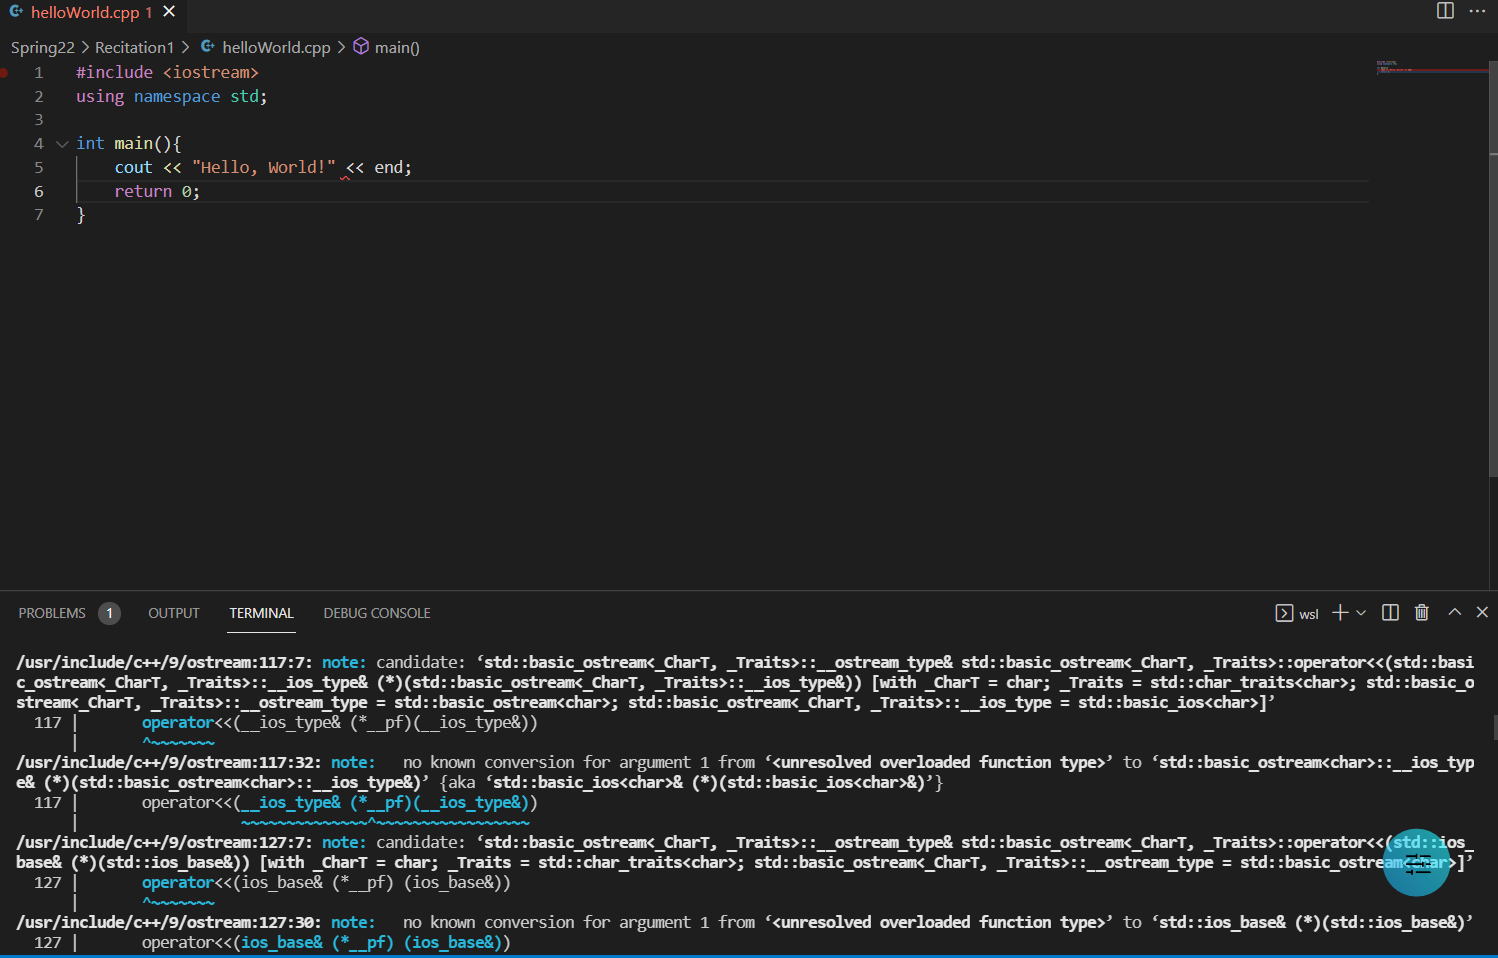 helloWorld.cpp 1
Spring22 > Recitation1 > helloWorld.cpp > main()
1 #include <iostream>
2 using namespace std;
3
4 int main(){
5 cout << "Hello, World!" << end;
6 return 0;
7 }
PROBLEMS 1 OUTPUT TERMINAL DEBUG CONSOLE wsl
/usr/include/c++/9/ostream:117:7: note: candidate: ‘std::basic_ostream<_CharT, _Traits>::__ostream_type& std::basic_ostream<_CharT, _Traits>::operator<<(std::basi
c_ostream<_CharT, _Traits>::__ios_type& (*)(std::basic_ostream<_CharT, _Traits>::__ios_type&)) [with _CharT = char; _Traits = std::char_traits<char>; std::basic_o
stream<_CharT, _Traits>::__ostream_type = std::basic_ostream<char>; std::basic_ostream<_CharT, _Traits>::__ios_type = std::basic_ios<char>]’
117 | operator<<(__ios_type& (*__pf)(__ios_type&))
| ^~~~~~~~
/usr/include/c++/9/ostream:117:32: note: no known conversion for argument 1 from ‘<unresolved overloaded function type>’ to ‘std::basic_ostream<char>::__ios_typ
e& (*)(std::basic_ostream<char>::__ios_type&)’ {aka ‘std::basic_ios<char>& (*)(std::basic_ios<char>&)’}
117 | operator<<(__ios_type& (*__pf)(__ios_type&))
| ~~~~~~~~~~~~~~^~~~~~~~~~~~~~~~~~
/usr/include/c++/9/ostream:127:7: note: candidate: ‘std::basic_ostream<_CharT, _Traits>::__ostream_type& std::basic_ostream<_CharT, _Traits>::operator<<(std::ios_
base& (*)(std::ios_base&)) [with _CharT = char; _Traits = std::char_traits<char>; std::basic_ostream<_CharT, _Traits>::__ostream_type = std::basic_ostream<char>]’
127 | operator<<(ios_base& (*__pf) (ios_base&))
| ^~~~~~~~
/usr/include/c++/9/ostream:127:30: note: no known conversion for argument 1 from ‘<unresolved overloaded function type>’ to ‘std::ios_base& (*)(std::ios_base&)’
127 | operator<<(ios_base& (*__pf) (ios_base&))